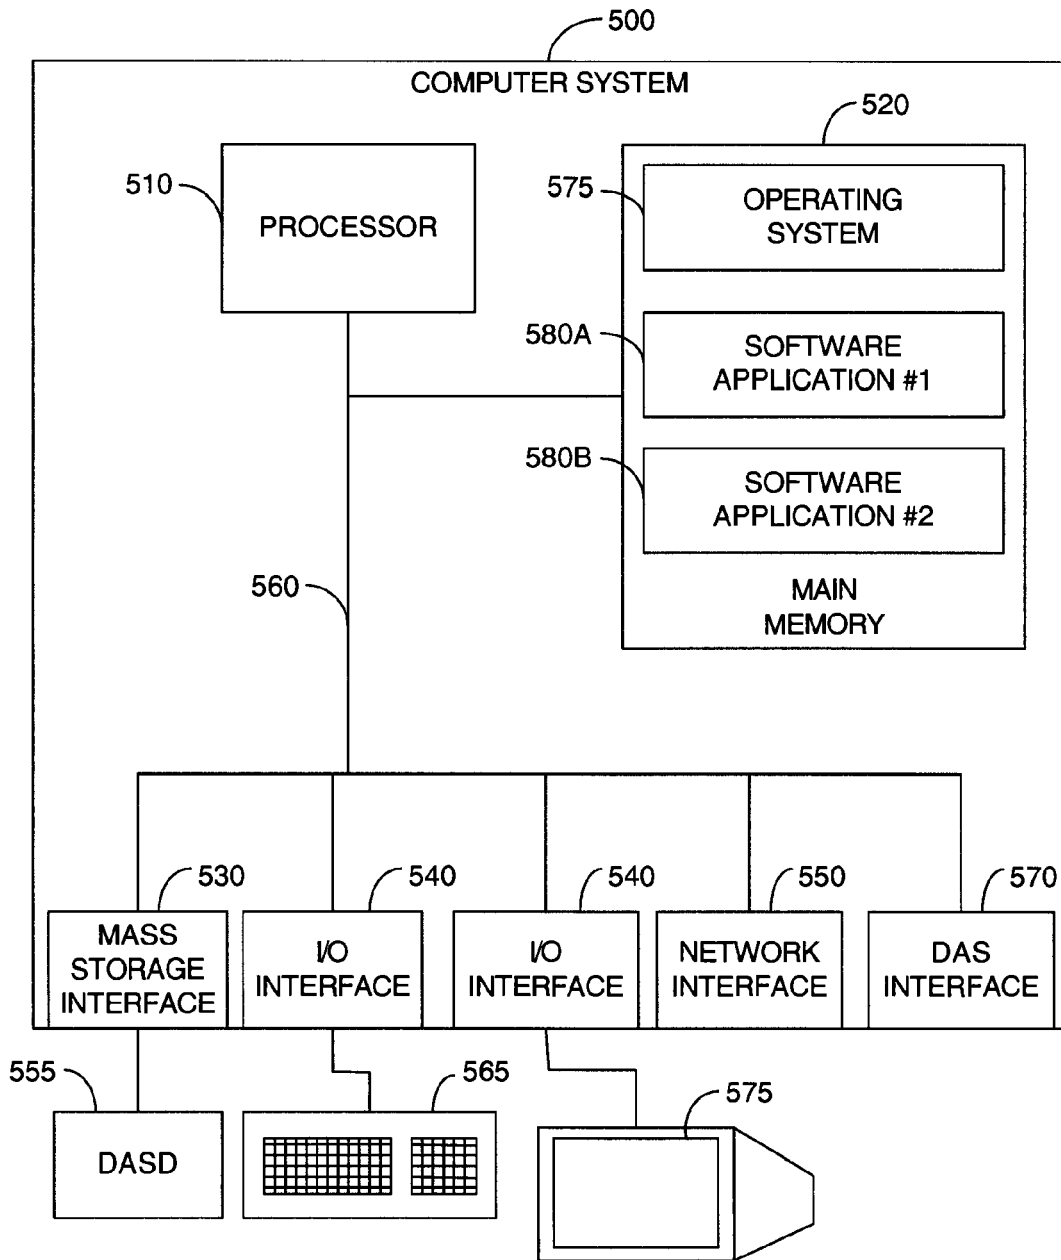 500
COMPUTER SYSTEM
520
510
PROCESSOR
575
OPERATING
SYSTEM
580A
SOFTWARE
APPLICATION #1
580B
SOFTWARE
APPLICATION #2
560
MAIN
MEMORY
530
540
540
550
570
MASS
STORAGE
INTERFACE
I/O
INTERFACE
I/O
INTERFACE
NETWORK
INTERFACE
DAS
INTERFACE
555
565
575
DASD